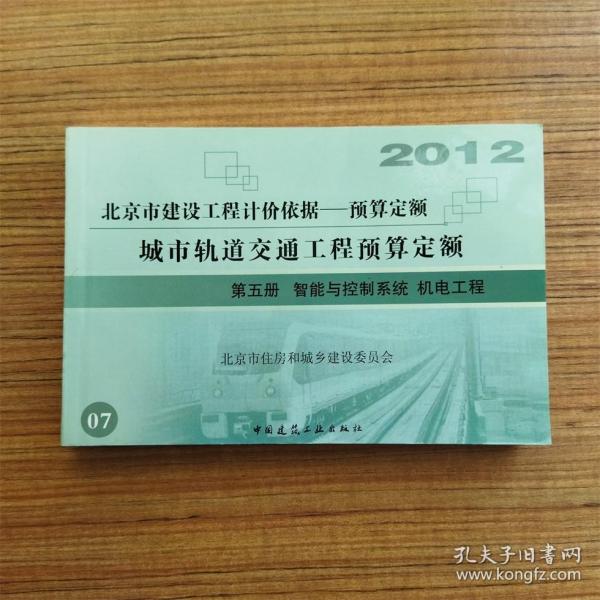 2012
北京市建设工程计价依据——预算定额
城市轨道交通工程预算定额
第五册 智能与控制系统 机电工程
北京市住房和城乡建设委员会
07
中国建筑工业出版社
孔夫子旧书网
www.kongfz.com